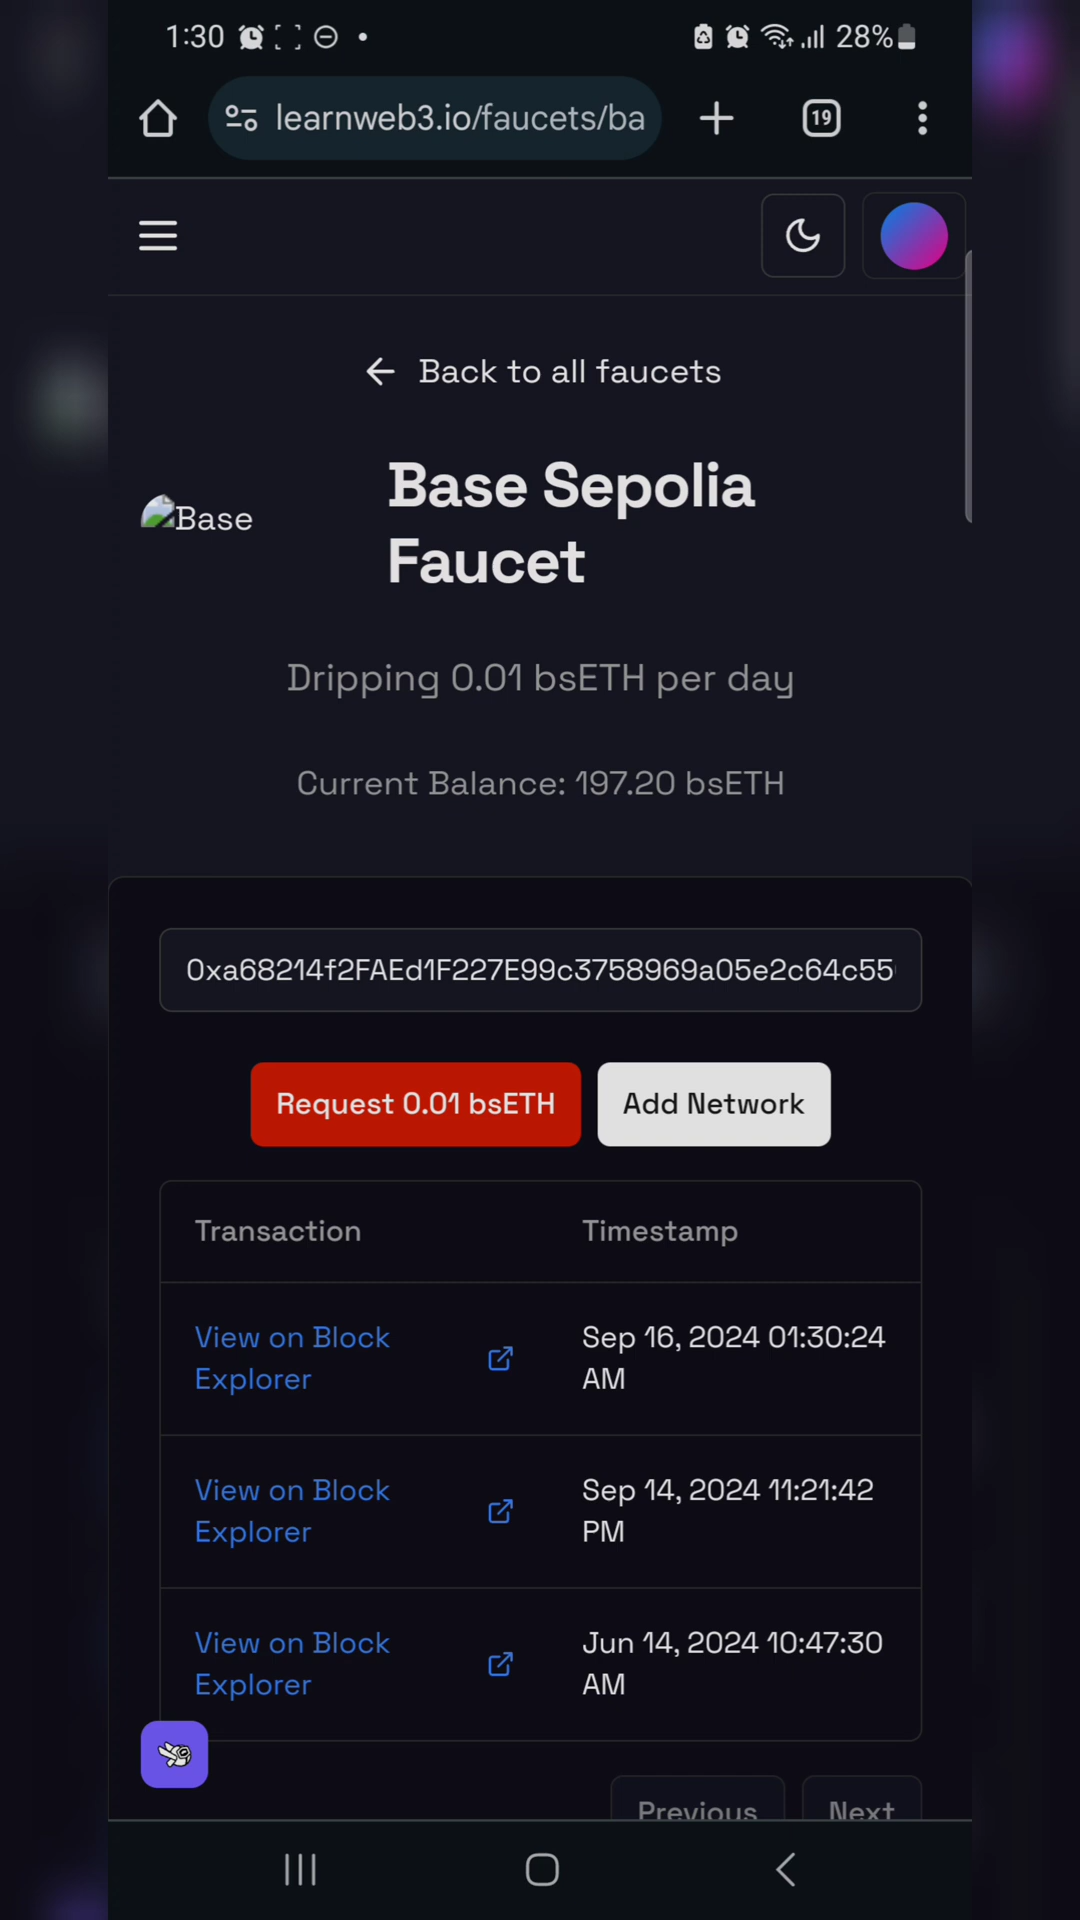 1:30
28%
learnweb3.io/faucets/ba
19
Back to all faucets
Base
Base Sepolia
Faucet
Dripping 0.01 bsETH per day
Current Balance: 197.20 bsETH
0xa68214f2FAEd1F227E99c3758969a05e2c64c55
Request 0.01 bsETH
Add Network
Transaction Timestamp
View on Block
Explorer
Sep 16, 2024 01:30:24
AM
View on Block
Explorer
Sep 14, 2024 11:21:42
PM
View on Block
Explorer
Jun 14, 2024 10:47:30
AM
Previous
Next